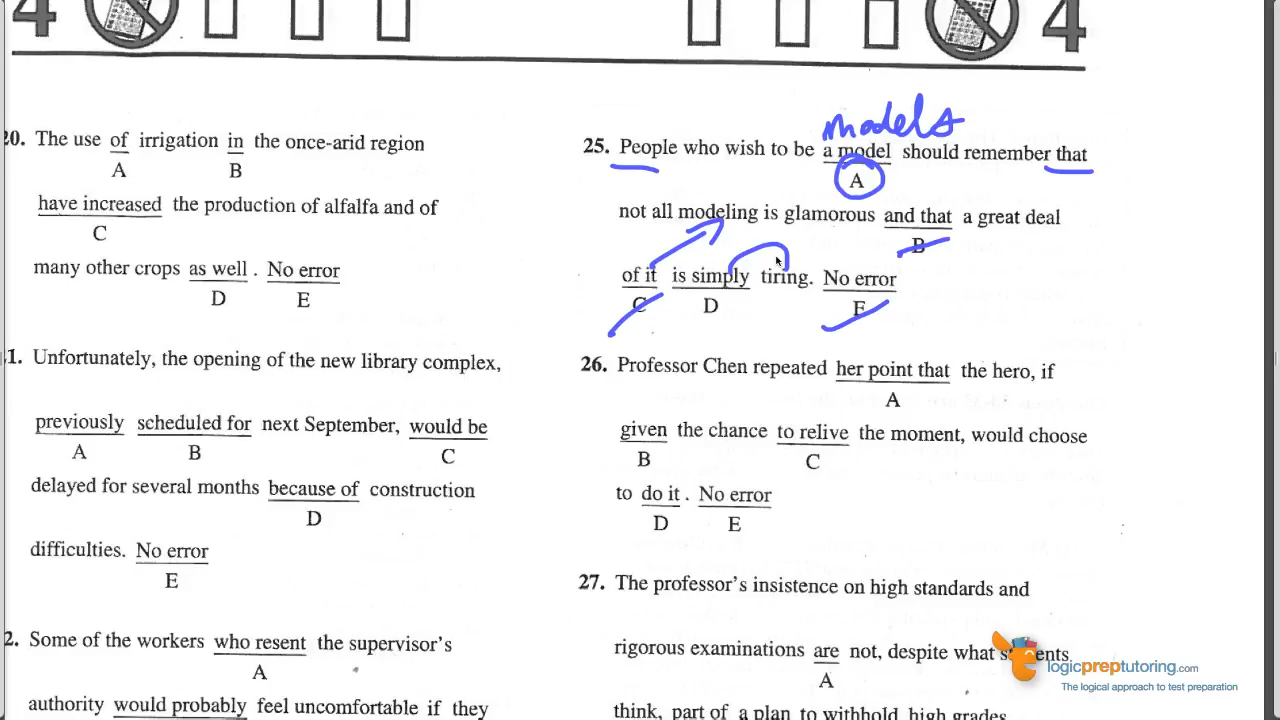 4
4
20. The use of irrigation in the once-arid region
A B
have increased the production of alfalfa and of
C
many other crops as well. No error
D E
1. Unfortunately, the opening of the new library complex,
previously scheduled for next September, would be
A B C
delayed for several months because of construction
D
difficulties. No error
E
2. Some of the workers who resent the supervisor's
A
authority would probably feel uncomfortable if they
models
25. People who wish to be a model should remember that
A
not all modeling is glamorous and that a great deal
B
of it is simply tiring. No error
C D E
26. Professor Chen repeated her point that the hero, if
A
given the chance to relive the moment, would choose
B C
to do it. No error
D E
27. The professor's insistence on high standards and
rigorous examinations are not, despite what students
A
think, part of a plan to withhold high grades
logicpreptutoring.com
The logical approach to test preparation